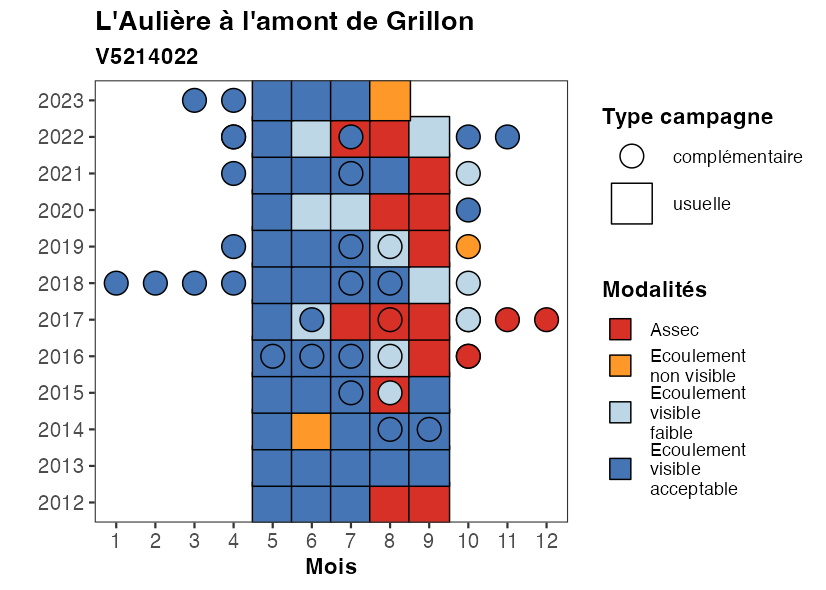 L'Aulière à l'amont de Grillon
V5214022
2023
2022
2021
2020
2019
2018
2017
2016
2015
2014
2013
2012
1 2 3 4 5 6 7 8 9 10 11 12
Mois
Type campagne
complémentaire
usuelle
Modalités
Assec
Ecoulement
non visible
Ecoulement
visible
faible
Ecoulement
visible
acceptable